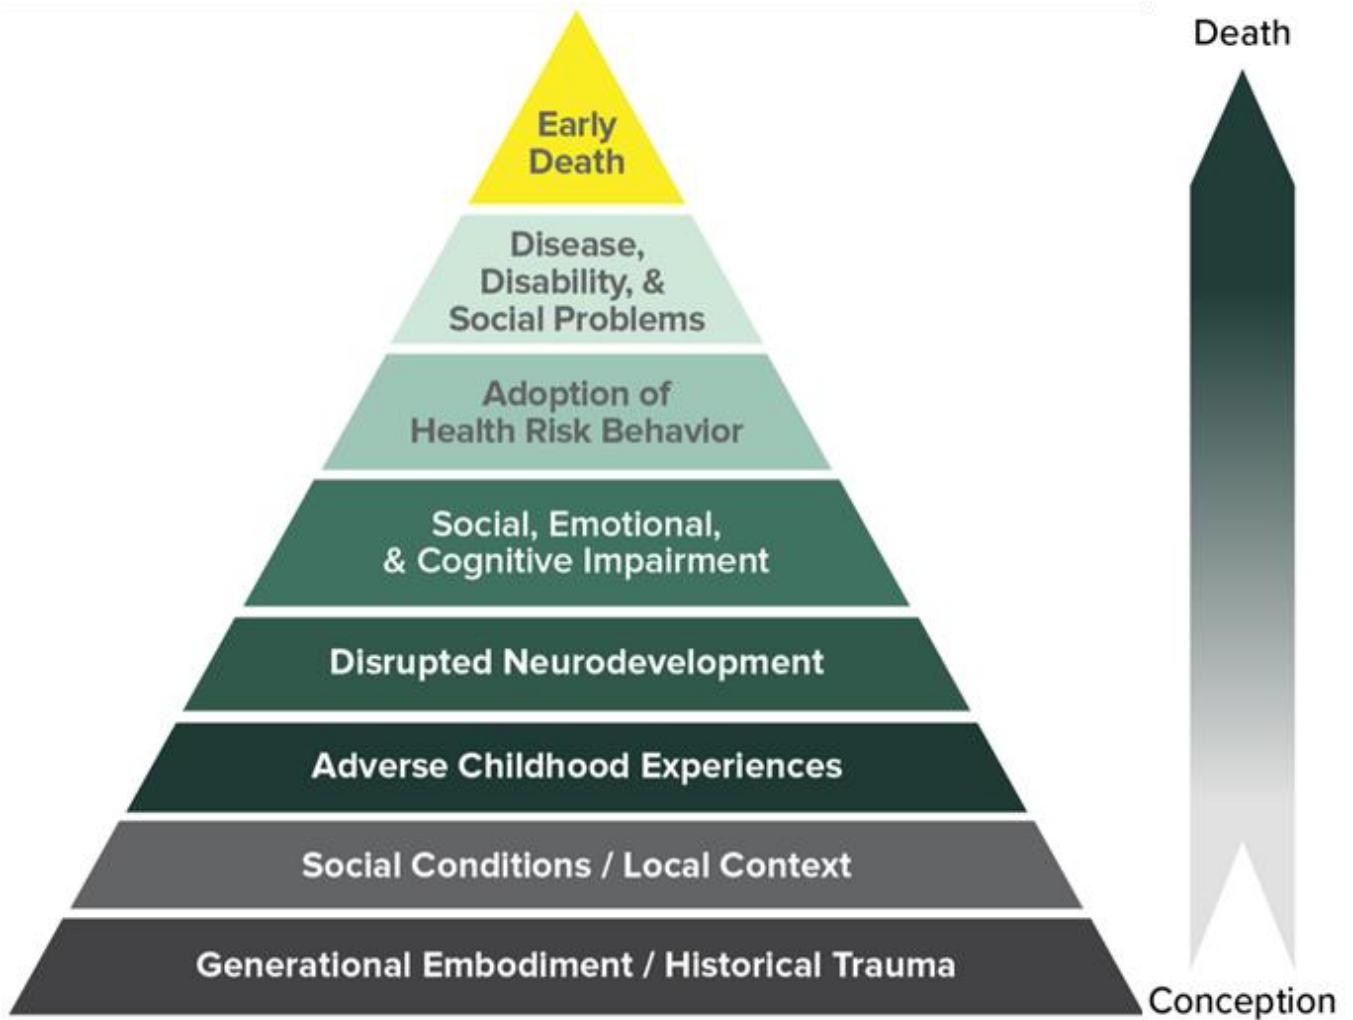 Death
Early
Death
Disease,
Disability, &
Social Problems
Adoption of
Health Risk Behavior
Social, Emotional,
& Cognitive Impairment
Disrupted Neurodevelopment
Adverse Childhood Experiences
Social Conditions / Local Context
Generational Embodiment / Historical Trauma
Conception